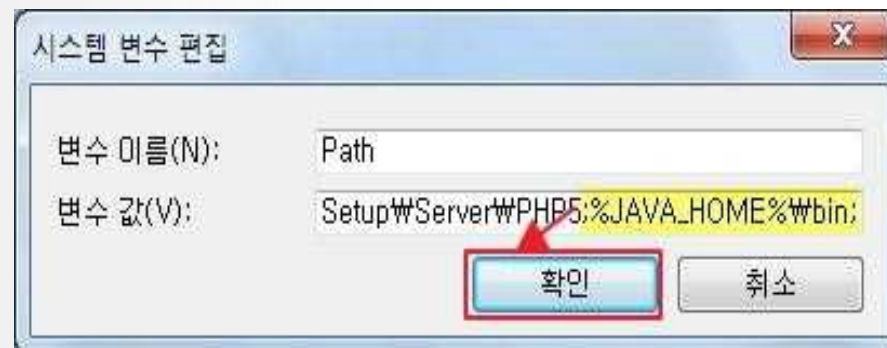 시스템 변수 편집
변수 이름(N): Path
변수 값(V): Setup₩Server₩PHP5;%JAVA_HOME%₩bin;
확인 취소